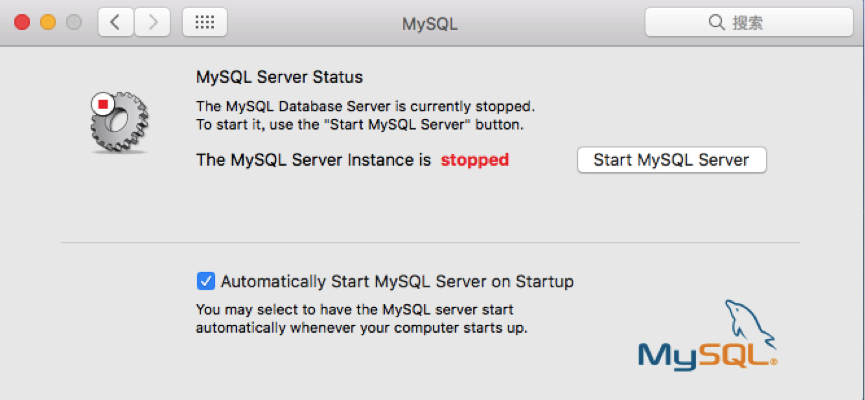 MySQL
搜索
MySQL Server Status
The MySQL Database Server is currently stopped.
To start it, use the "Start MySQL Server" button.
The MySQL Server Instance is stopped
Start MySQL Server
Automatically Start MySQL Server on Startup
You may select to have the MySQL server start
automatically whenever your computer starts up.
MySQL®